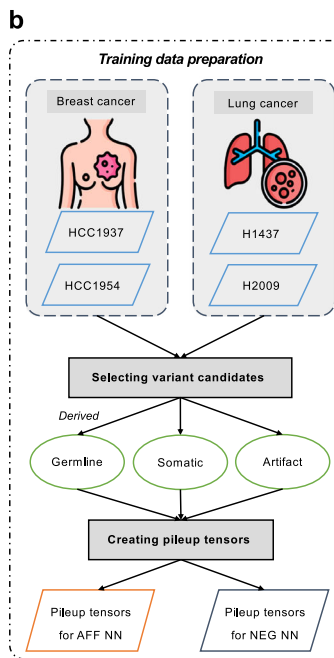 b
Training data preparation
Breast cancer
Lung cancer
HCC1937
H1437
HCC1954
H2009
Selecting variant candidates
Derived
Germline
Somatic
Artifact
Creating pileup tensors
Pileup tensors
for AFF NN
Pileup tensors
for NEG NN